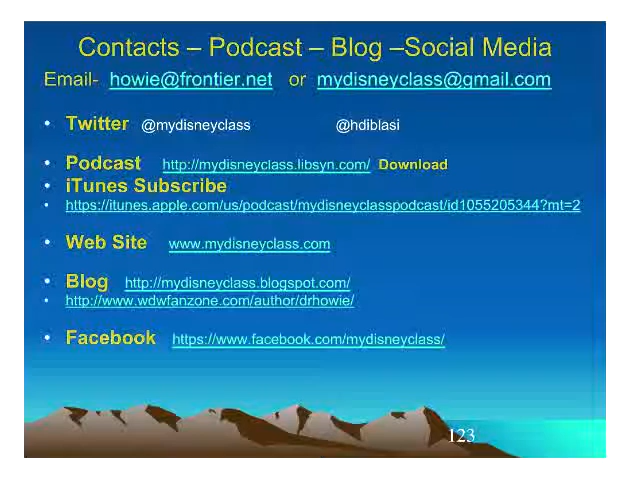 Contacts – Podcast – Blog –Social Media
Email- howie@frontier.net or mydisneyclass@gmail.com
• Twitter @mydisneyclass @hdiblasi
• Podcast http://mydisneyclass.libsyn.com/ Download
• iTunes Subscribe
• https://itunes.apple.com/us/podcast/mydisneyclasspodcast/id1055205344?mt=2
• Web Site www.mydisneyclass.com
• Blog http://mydisneyclass.blogspot.com/
• http://www.wdwfanzone.com/author/drhowie/
• Facebook https://www.facebook.com/mydisneyclass/
123